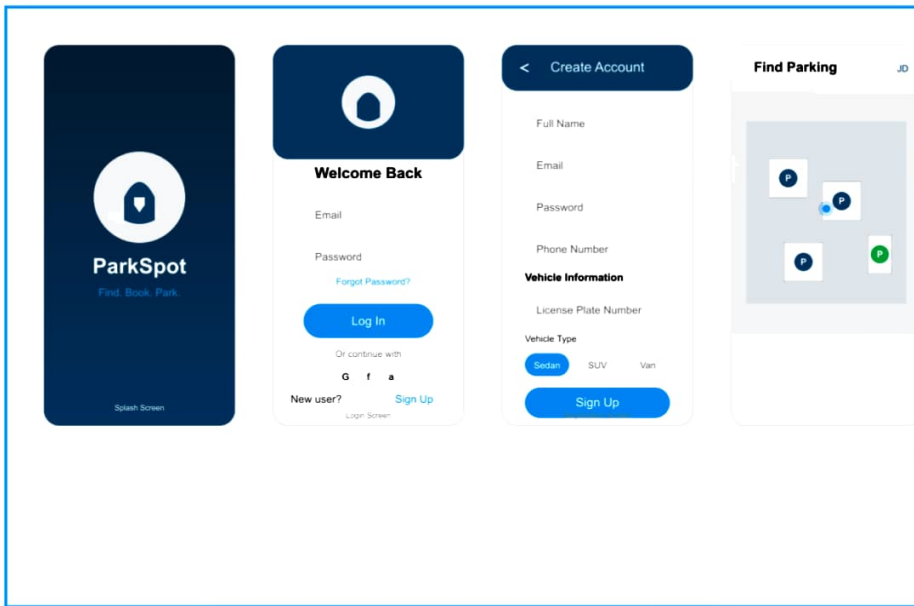 ParkSpot
Find. Book. Park.
Splash Screen
Welcome Back
Email
Password
Forgot Password?
Log In
Or continue with
G f a
New user? Sign Up
Login Screen
< Create Account
Full Name
Email
Password
Phone Number
Vehicle Information
License Plate Number
Vehicle Type
Sedan SUV Van
Sign Up
Find Parking JD
P
P
P
P